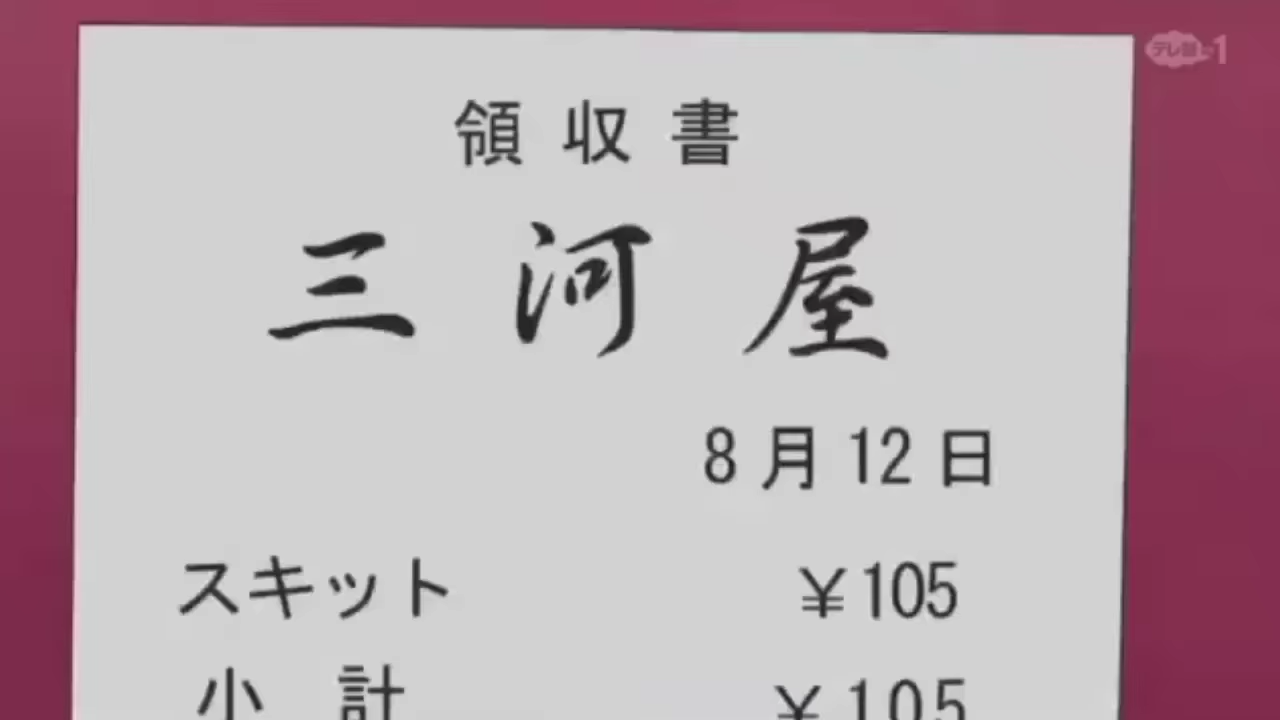 領収書
三河屋
8月12日
スキット ¥105
小計 ¥105